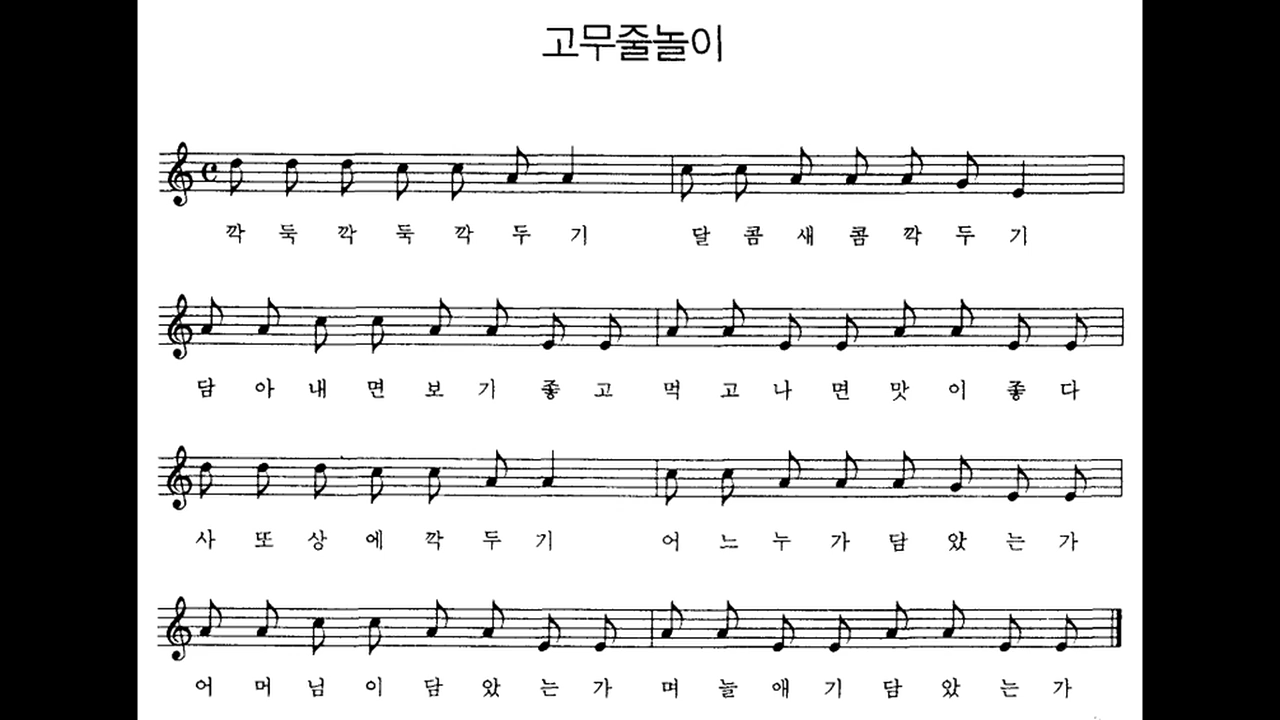 고무줄놀이
깍 둑 깍 둑 깍 두 기 달 콤 새 콤 깍 두 기
담 아 내 면 보 기 좋 고 먹 고 나 면 맛 이 좋 다
사 또 상 에 깍 두 기 어 느 누 가 담 았 는 가
어 머 님 이 담 았 는 가 며 늘 애 기 담 았 는 가